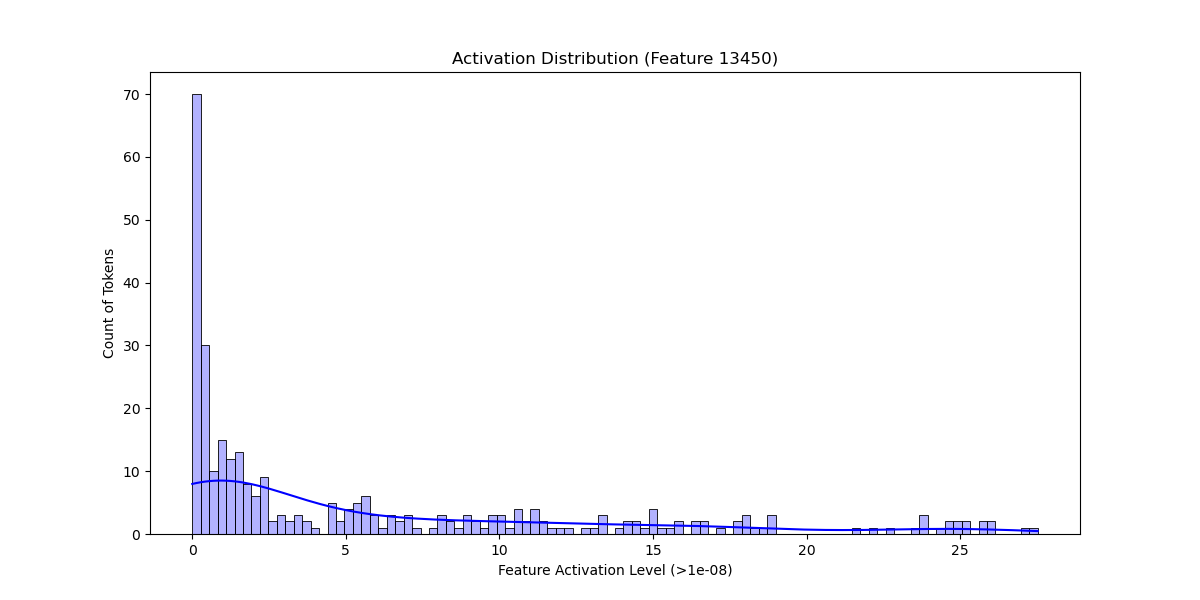 Activation Distribution (Feature 13450)
70
60
50
40
30
20
10
0
Count of Tokens
0 5 10 15 20 25
Feature Activation Level (>1e-08)